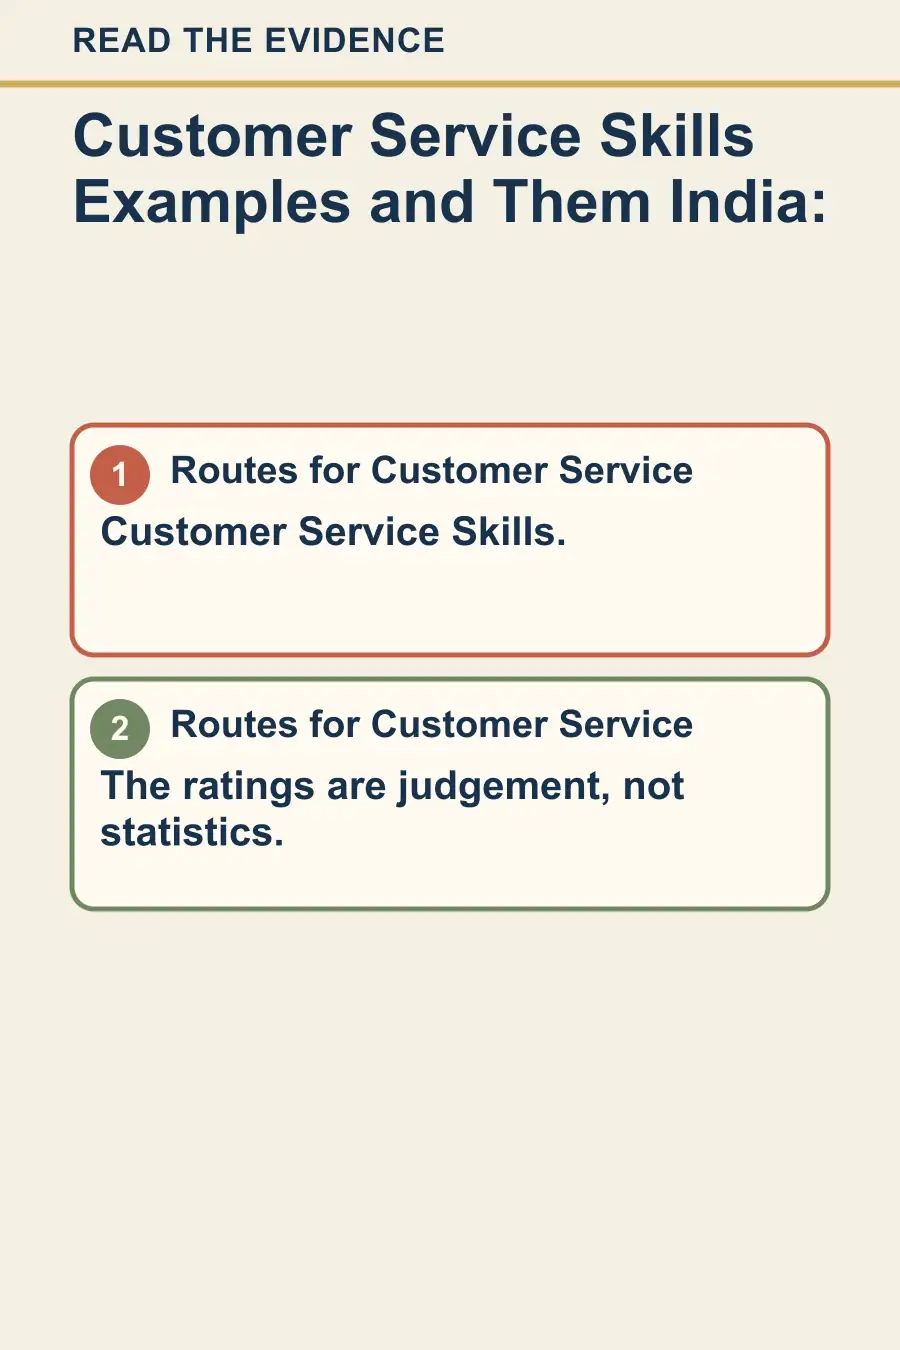 READ THE EVIDENCE
Customer Service Skills
Examples and Them India:
1 Routes for Customer Service
Customer Service Skills.
2 Routes for Customer Service
The ratings are judgement, not
statistics.